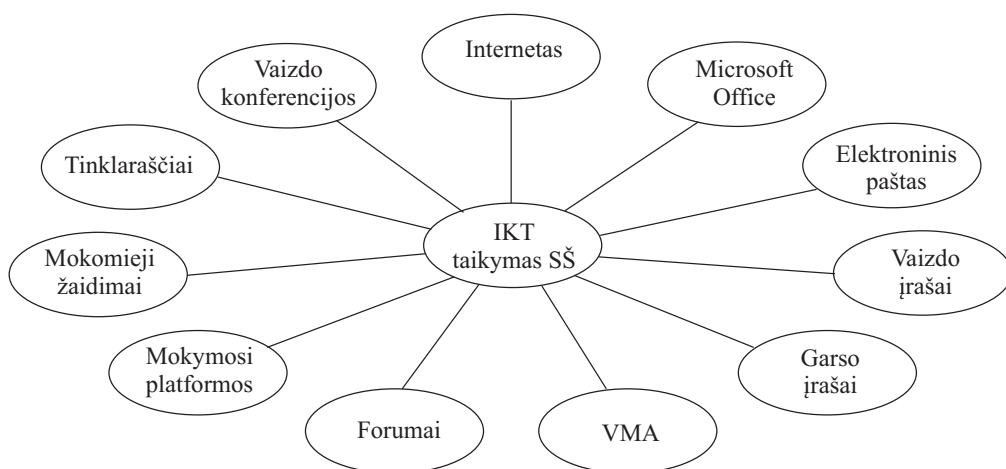 Internetas
Microsoft
Office
Vaizdo
konferencijos
Elektroninis
paštas
Tinklaraščiai
IKT
taikymas SŠ
Mokomieji
žaidimai
Vaizdo
įrašai
Mokymosi
platformos
Garso
įrašai
Forumai
VMA